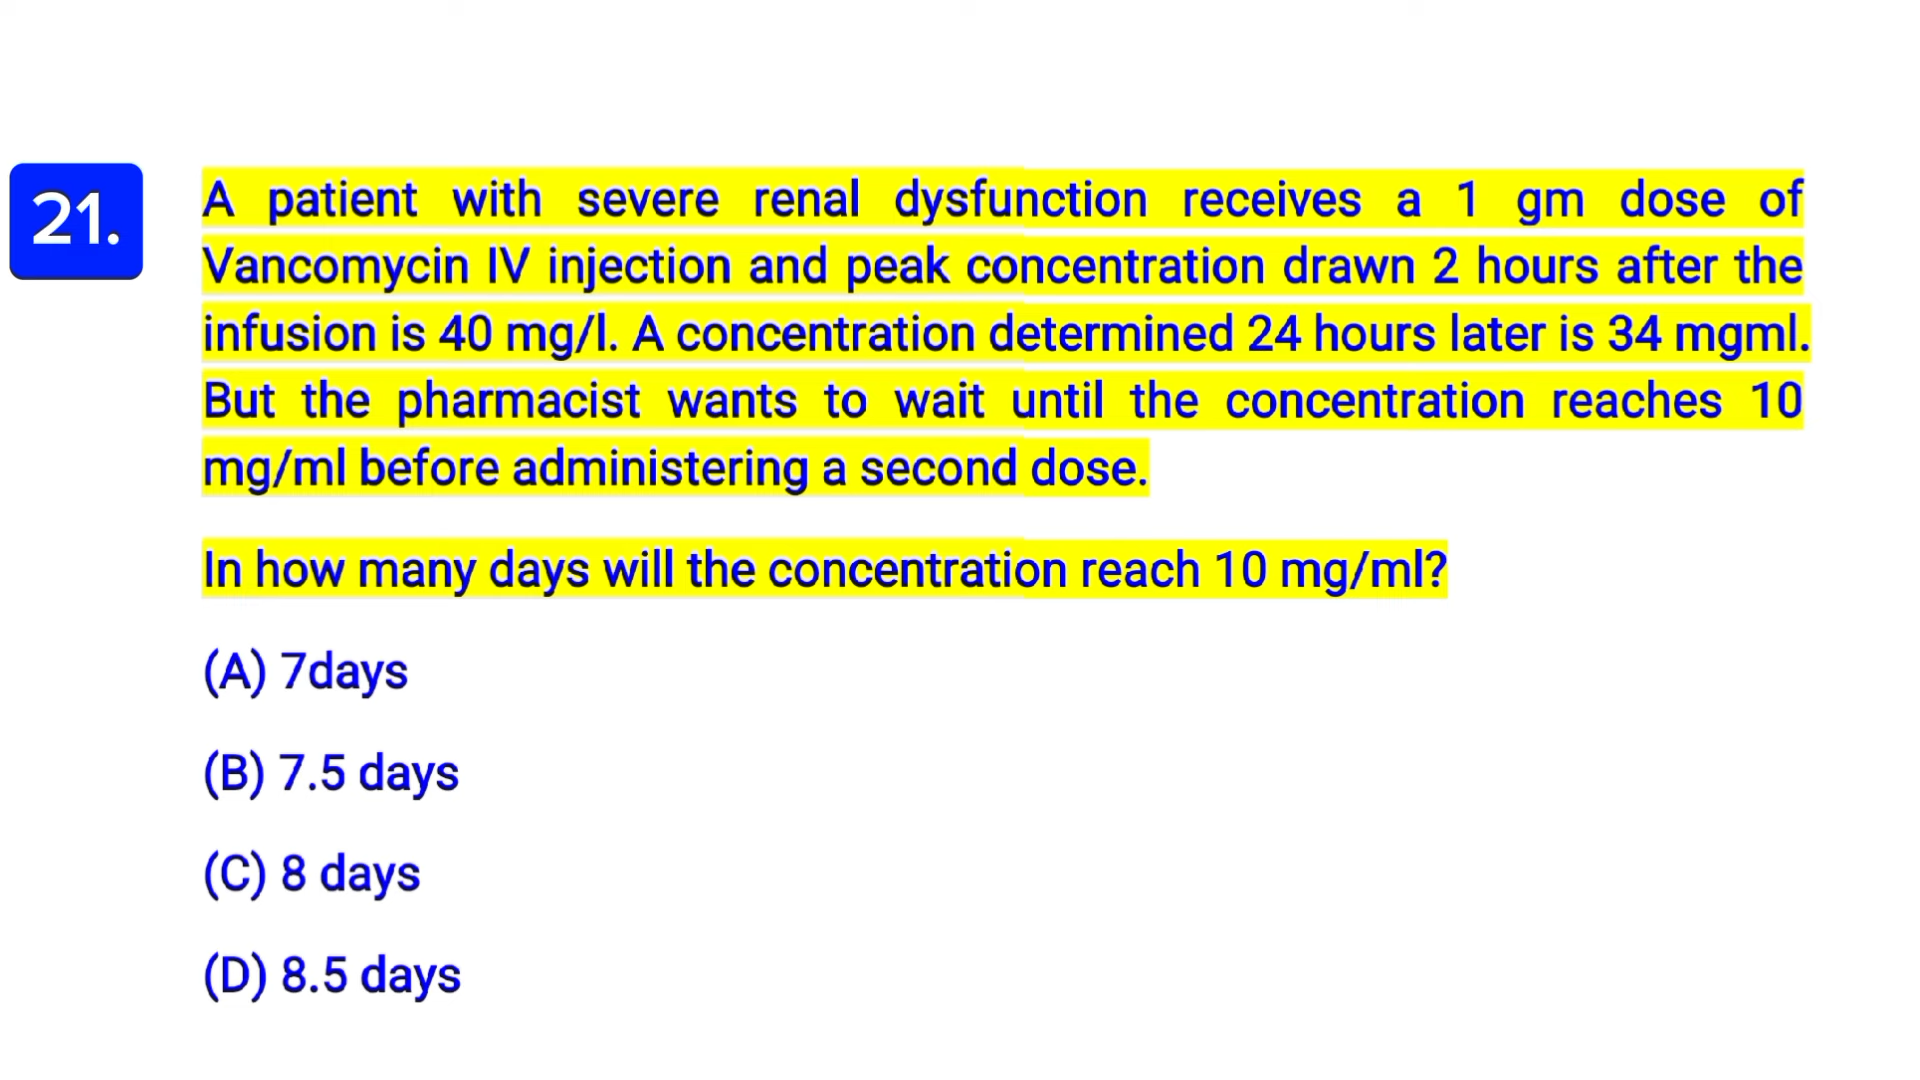 21.
A patient with severe renal dysfunction receives a 1 gm dose of
Vancomycin IV injection and peak concentration drawn 2 hours after the
infusion is 40 mg/l. A concentration determined 24 hours later is 34 mgml.
But the pharmacist wants to wait until the concentration reaches 10
mg/ml before administering a second dose.
In how many days will the concentration reach 10 mg/ml?
(A) 7days
(B) 7.5 days
(C) 8 days
(D) 8.5 days